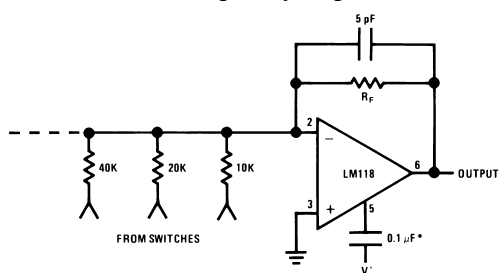 5 pF
R_F
2
40K 20K 10K
LM118
6 OUTPUT
3
5
FROM SWITCHES
0.1 μF*
V+